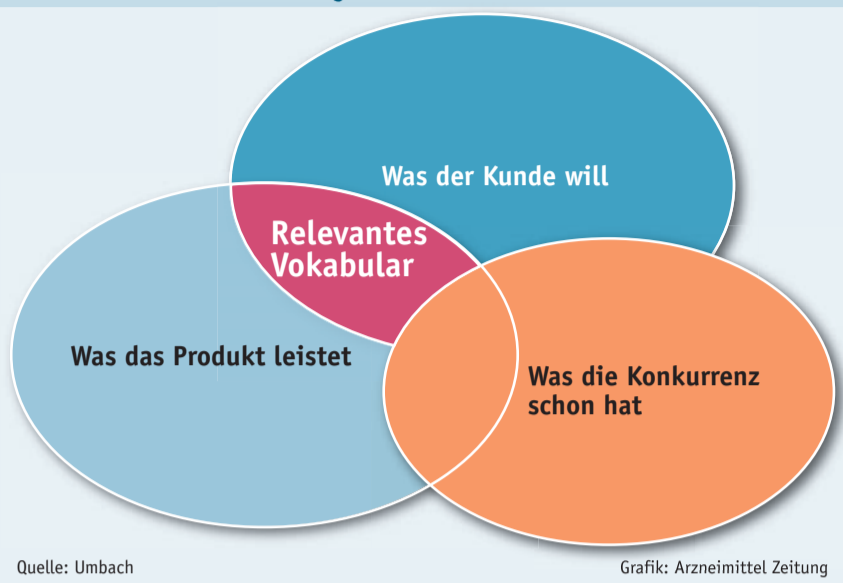 Was der Kunde will
Relevantes
Vokabular
Was das Produkt leistet
Was die Konkurrenz
schon hat
Quelle: Umbach
Grafik: Arzneimittel Zeitung